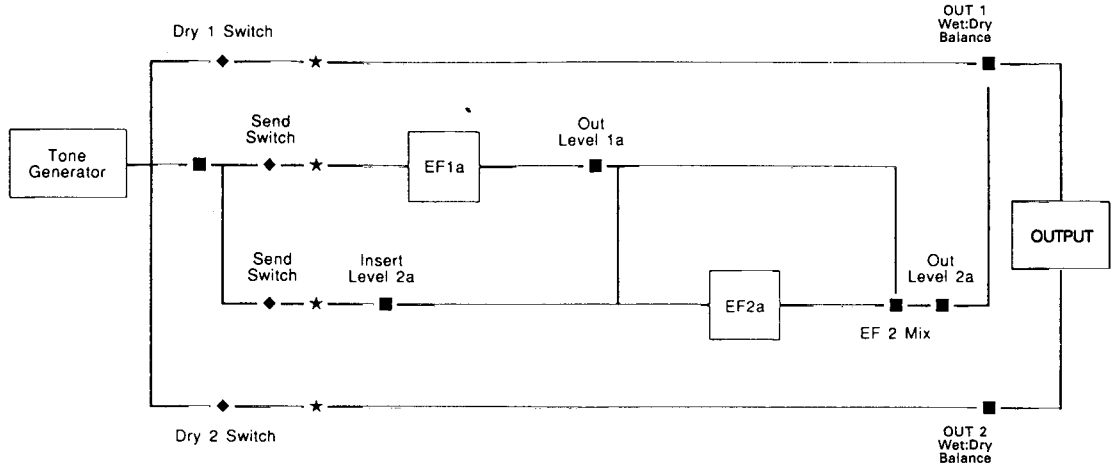 Dry 1 Switch
OUT 1
Wet:Dry
Balance
Tone
Generator
Send
Switch
EF1a
Out
Level 1a
Send
Switch
Insert
Level 2a
EF2a
Out
Level 2a
EF 2 Mix
OUTPUT
Dry 2 Switch
OUT 2
Wet:Dry
Balance